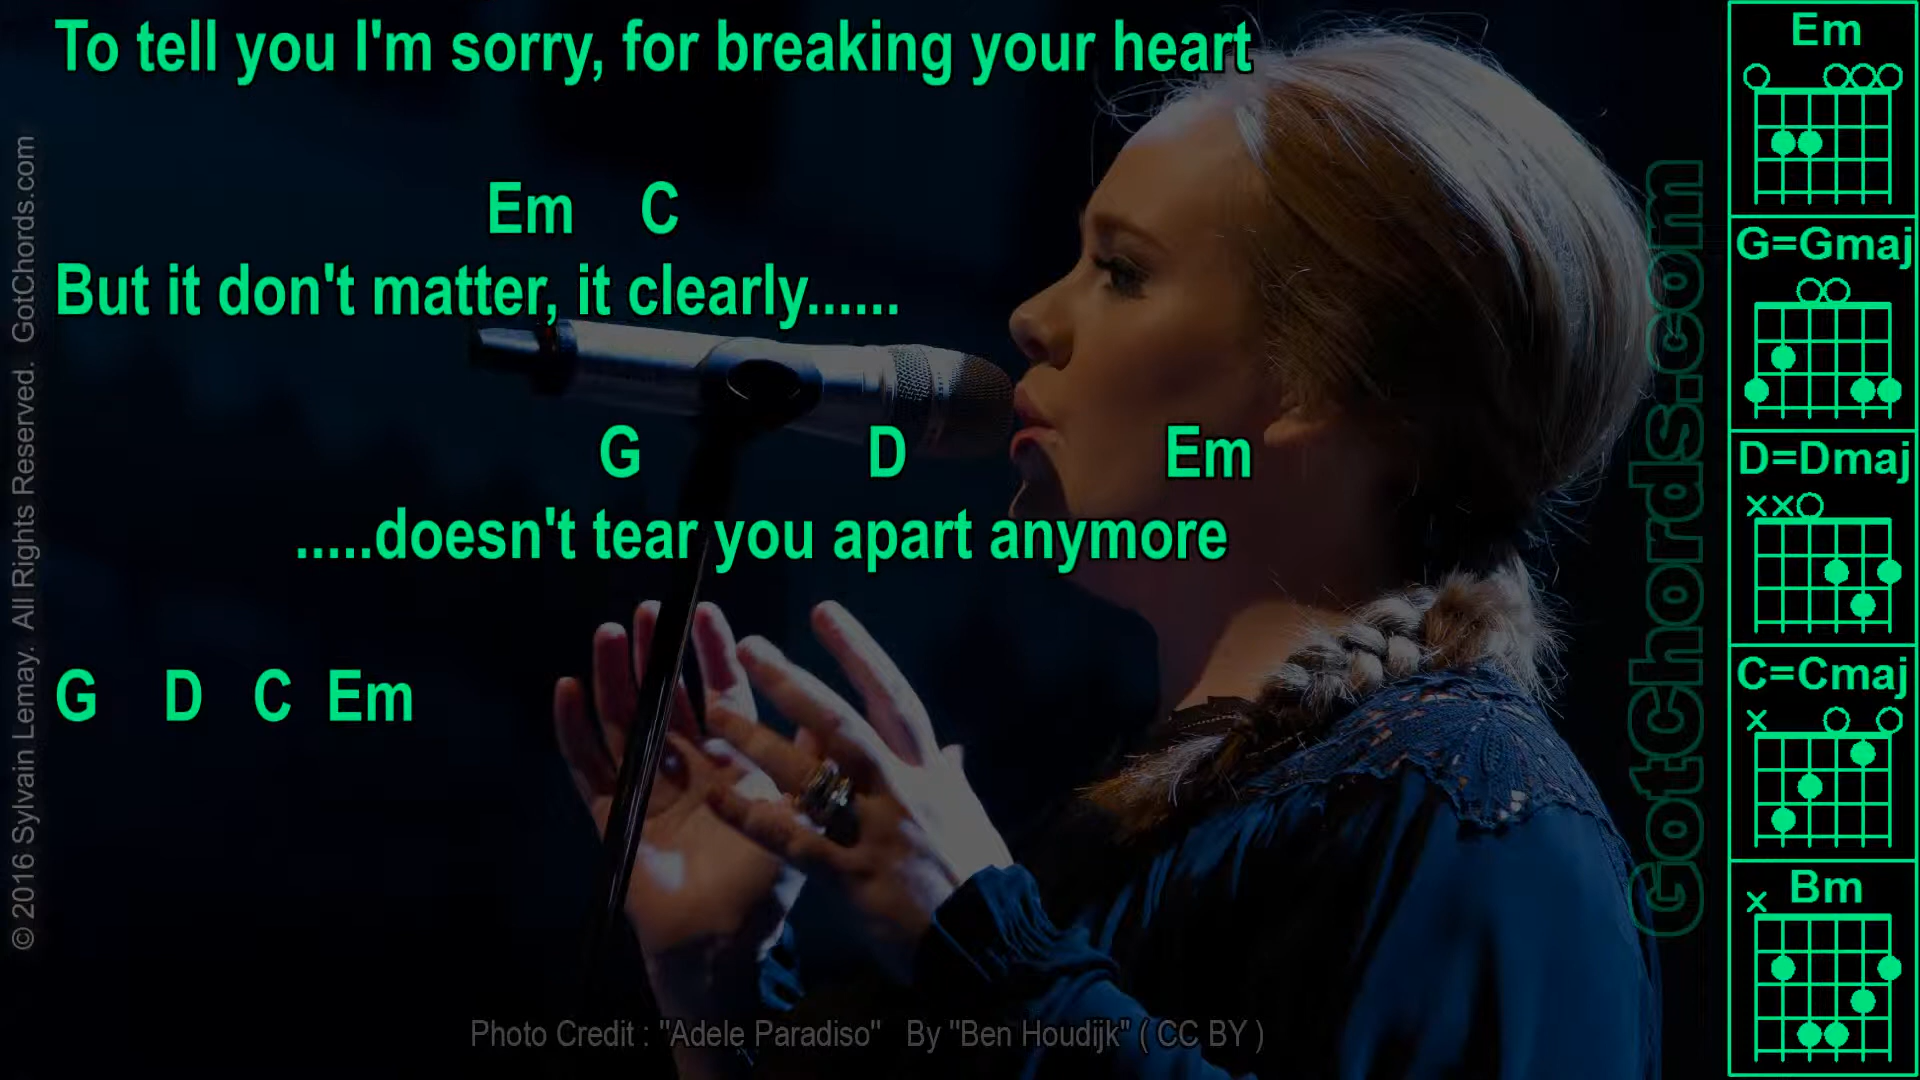 To tell you I'm sorry, for breaking your heart
Em C
But it don't matter, it clearly......
G D Em
.....doesn't tear you apart anymore
G D C Em
Em
G=Gmaj
D=Dmaj
xx
C=Cmaj
x
Bm
x
GotChords.com
© 2016 Sylvain Lemay. All Rights Reserved. GotChords.com
Photo Credit : "Adele Paradiso" By "Ben Houdijk" ( CC BY )